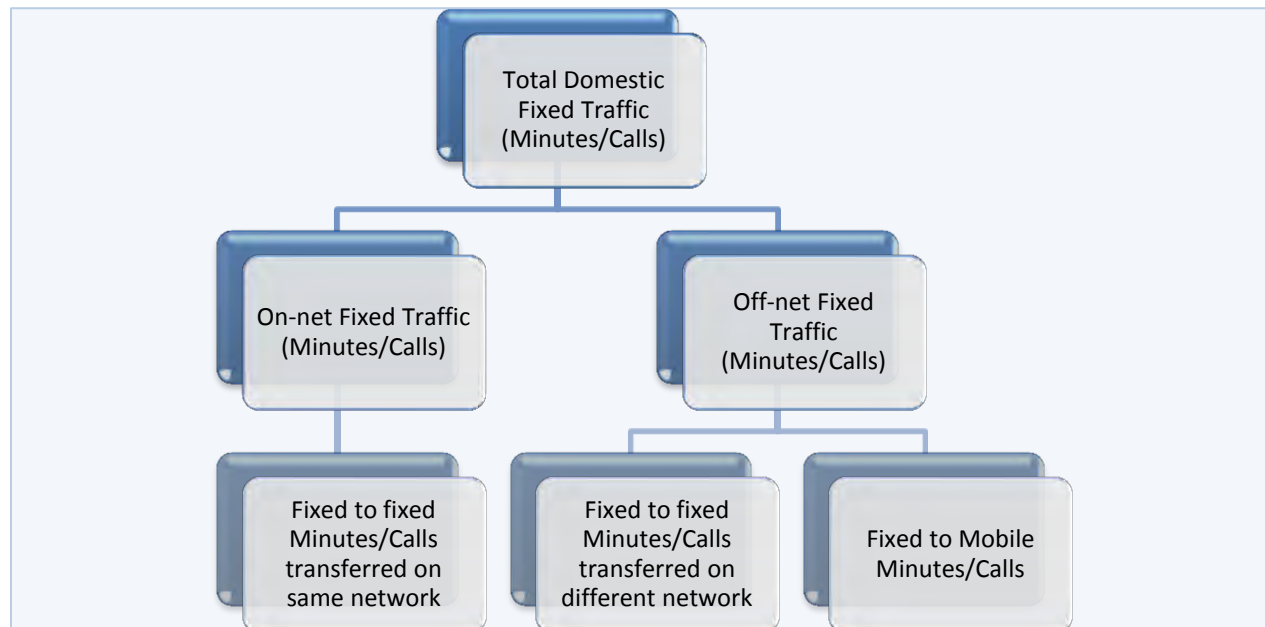 Total Domestic
Fixed Traffic
(Minutes/Calls)
On-net Fixed Traffic
(Minutes/Calls)
Off-net Fixed
Traffic
(Minutes/Calls)
Fixed to fixed
Minutes/Calls
transferred on
same network
Fixed to fixed
Minutes/Calls
transferred on
different network
Fixed to Mobile
Minutes/Calls